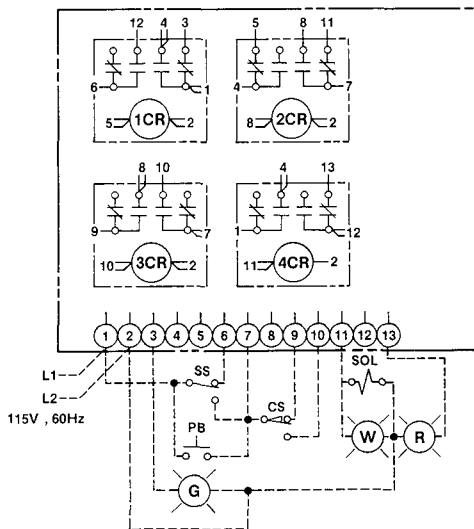 12 4 3
6 1
5 1CR 2
5 8 11
4 7
8 2CR 2
8 10
9 7
10 3CR 2
4 13
1 12
11 4CR 2
1 2 3 4 5 6 7 8 9 10 11 12 13
L1
L2
115V , 60Hz
SS
CS
PB
SOL
W
R
G